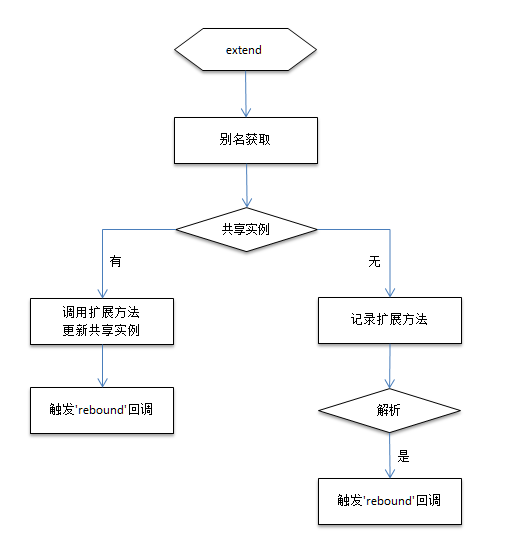 extend
别名获取
共享实例
有
无
调用扩展方法
更新共享实例
记录扩展方法
触发'rebound'回调
解析
是
触发'rebound'回调